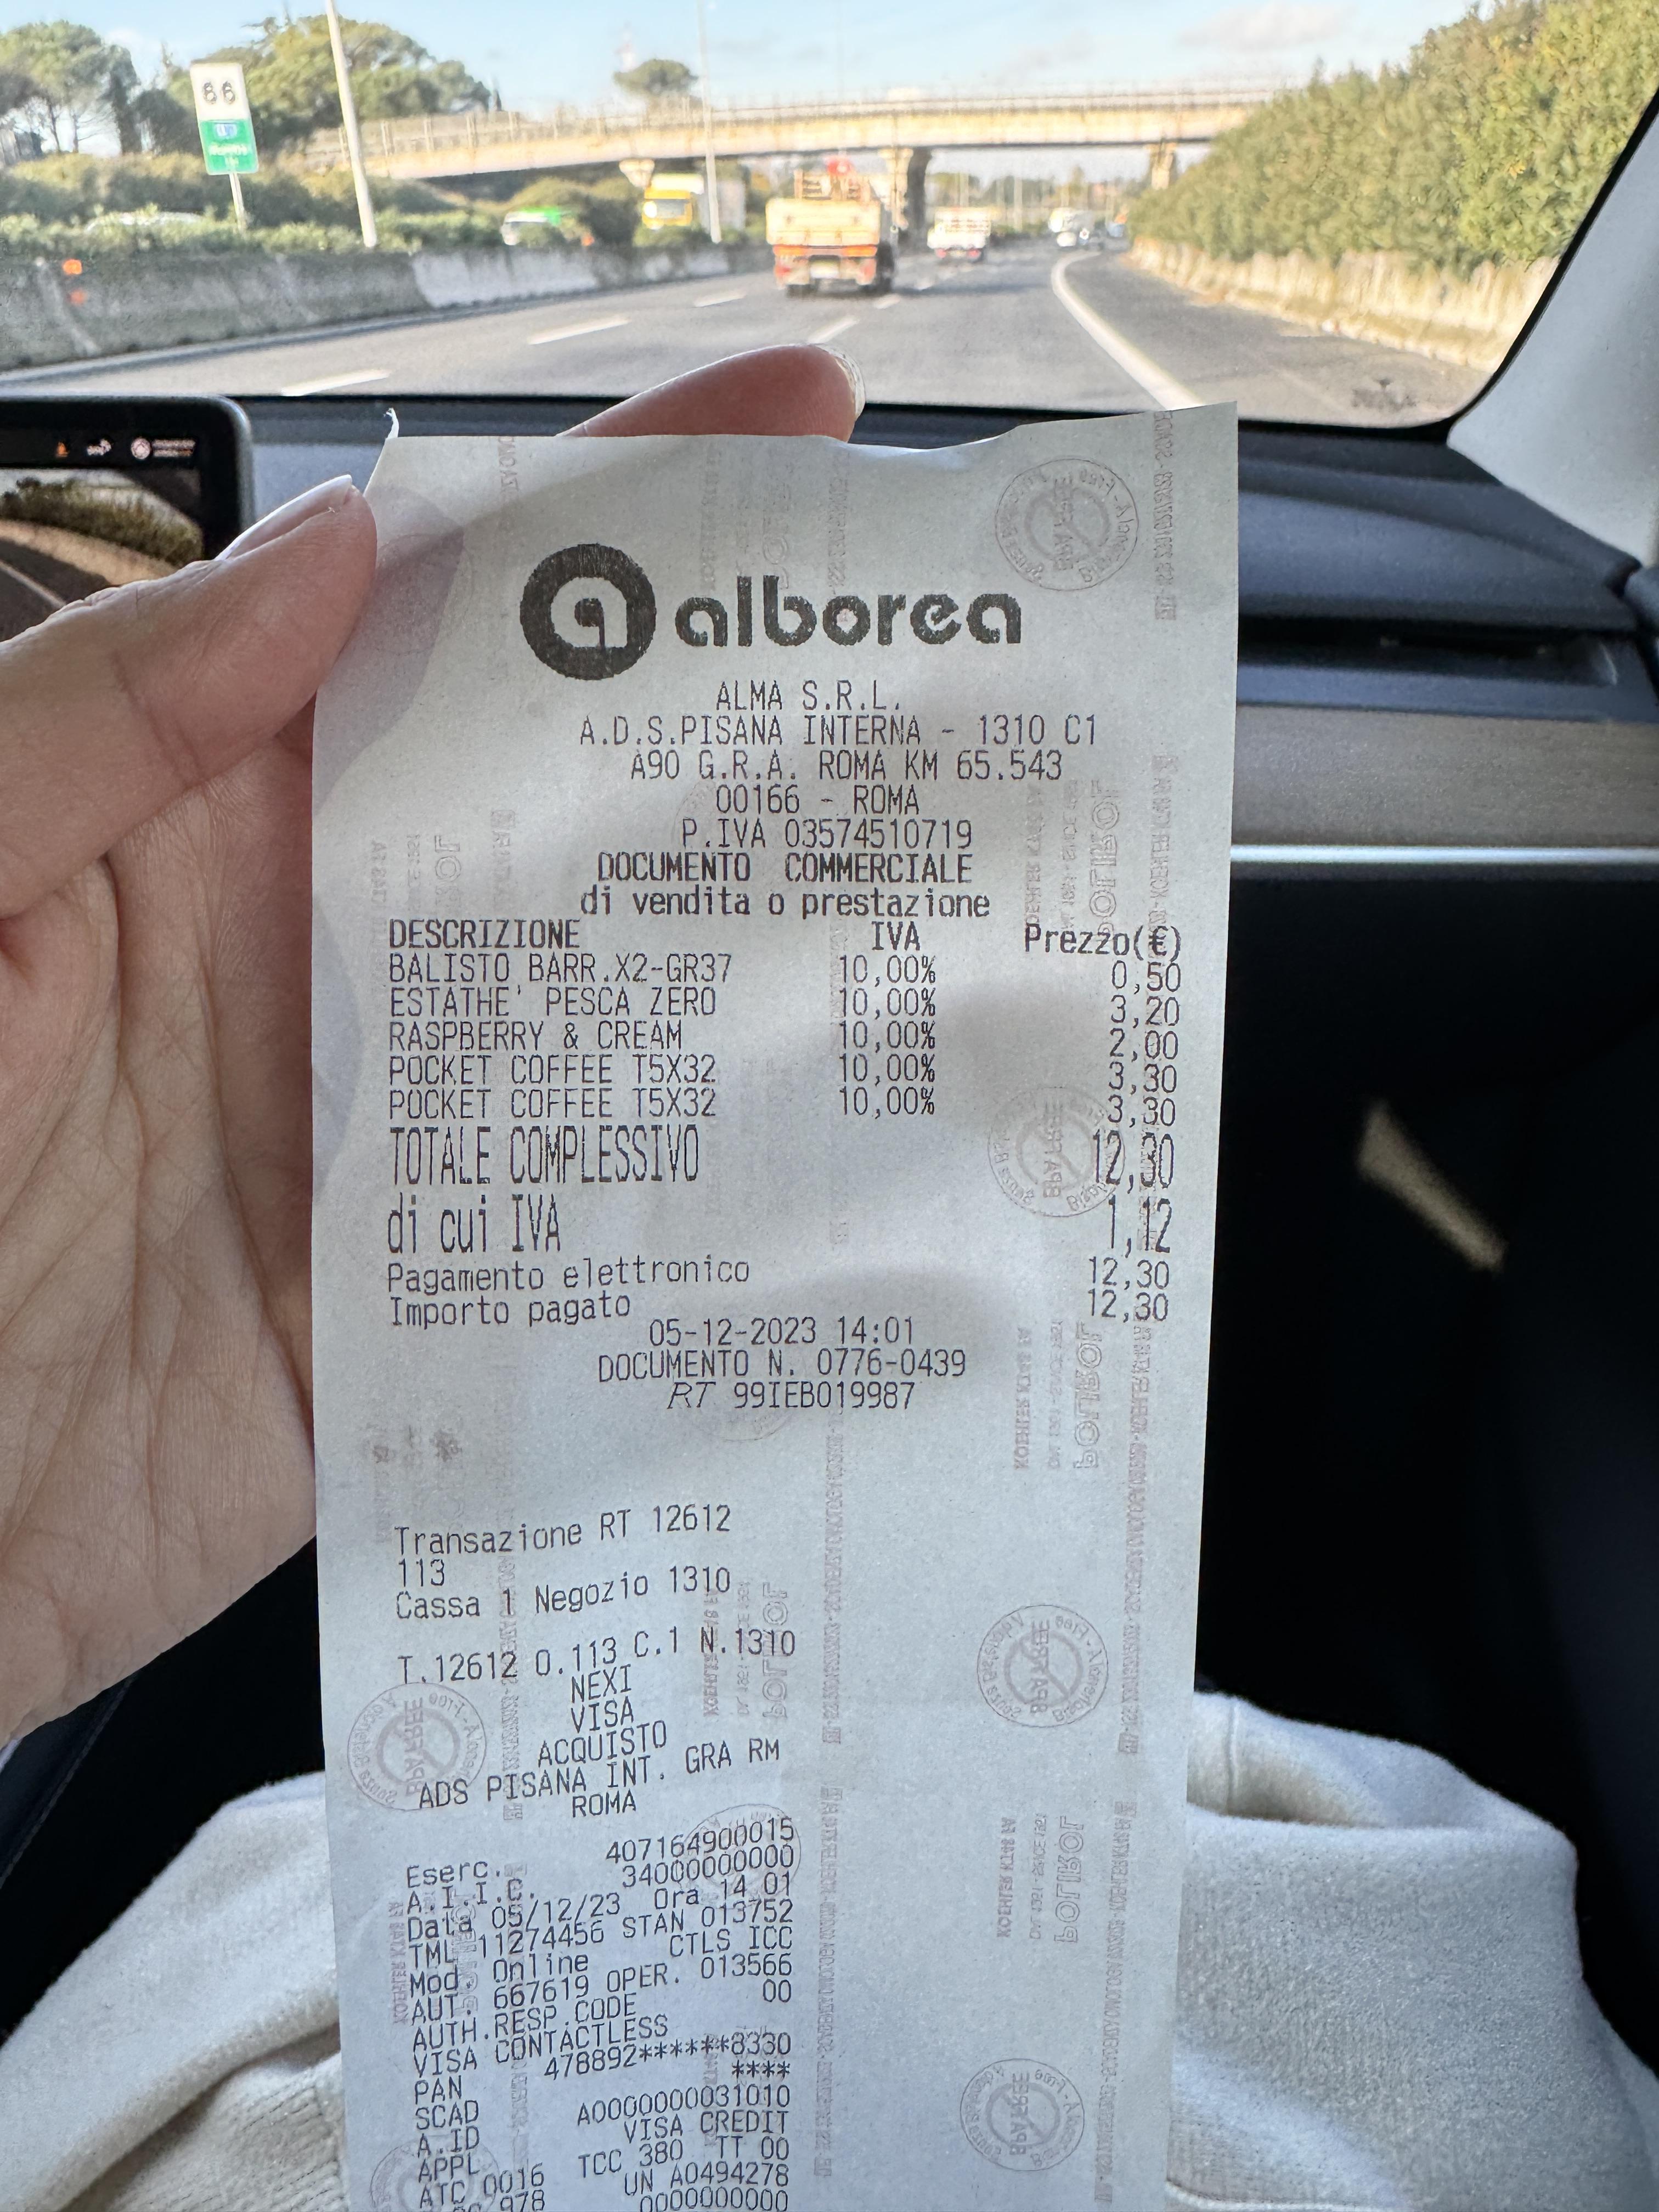 66
alborea
ALMA S.R.L.
A.D.S.PISANA INTERNA - 1310 C1
A90 G.R.A. ROMA KM 65.543
00166 - ROMA
P.IVA 03574510719
DOCUMENTO COMMERCIALE
di vendita o prestazione
DESCRIZIONE IVA Prezzo(€)
BALISTO BARR.X2-GR37 10,00% 0,50
ESTATHE' PESCA ZERO 10,00% 3,20
RASPBERRY & CREAM 10,00% 2,00
POCKET COFFEE T5X32 10,00% 3,30
POCKET COFFEE T5X32 10,00% 3,30
TOTALE COMPLESSIVO 12,30
di cui IVA 1,12
Pagamento elettronico 12,30
Importo pagato 12,30
05-12-2023 14:01
DOCUMENTO N. 0776-0439
RT 99IEB019987
Transazione RT 12612
113
Cassa 1 Negozio 1310
T.12612 O.113 C.1 N.1310
NEXI
VISA
ACQUISTO
ADS PISANA INT. GRA RM
ROMA
Eserc. 407164900015
A.I.I.C. 34000000000
Data 05/12/23 Ora 14 01
TML 11274456 STAN 013752
Mod. Online CTLS ICC
AUT. 667619 OPER. 013566
AUTH.RESP.CODE 00
VISA CONTACTLESS
PAN 478892******8330
SCAD ****
A.ID A0000000031010
APPL VISA CREDIT
ATC 0016 TCC 380 TT 00
978 UN A0494278
0000000000
BPA FREE
POLIROL